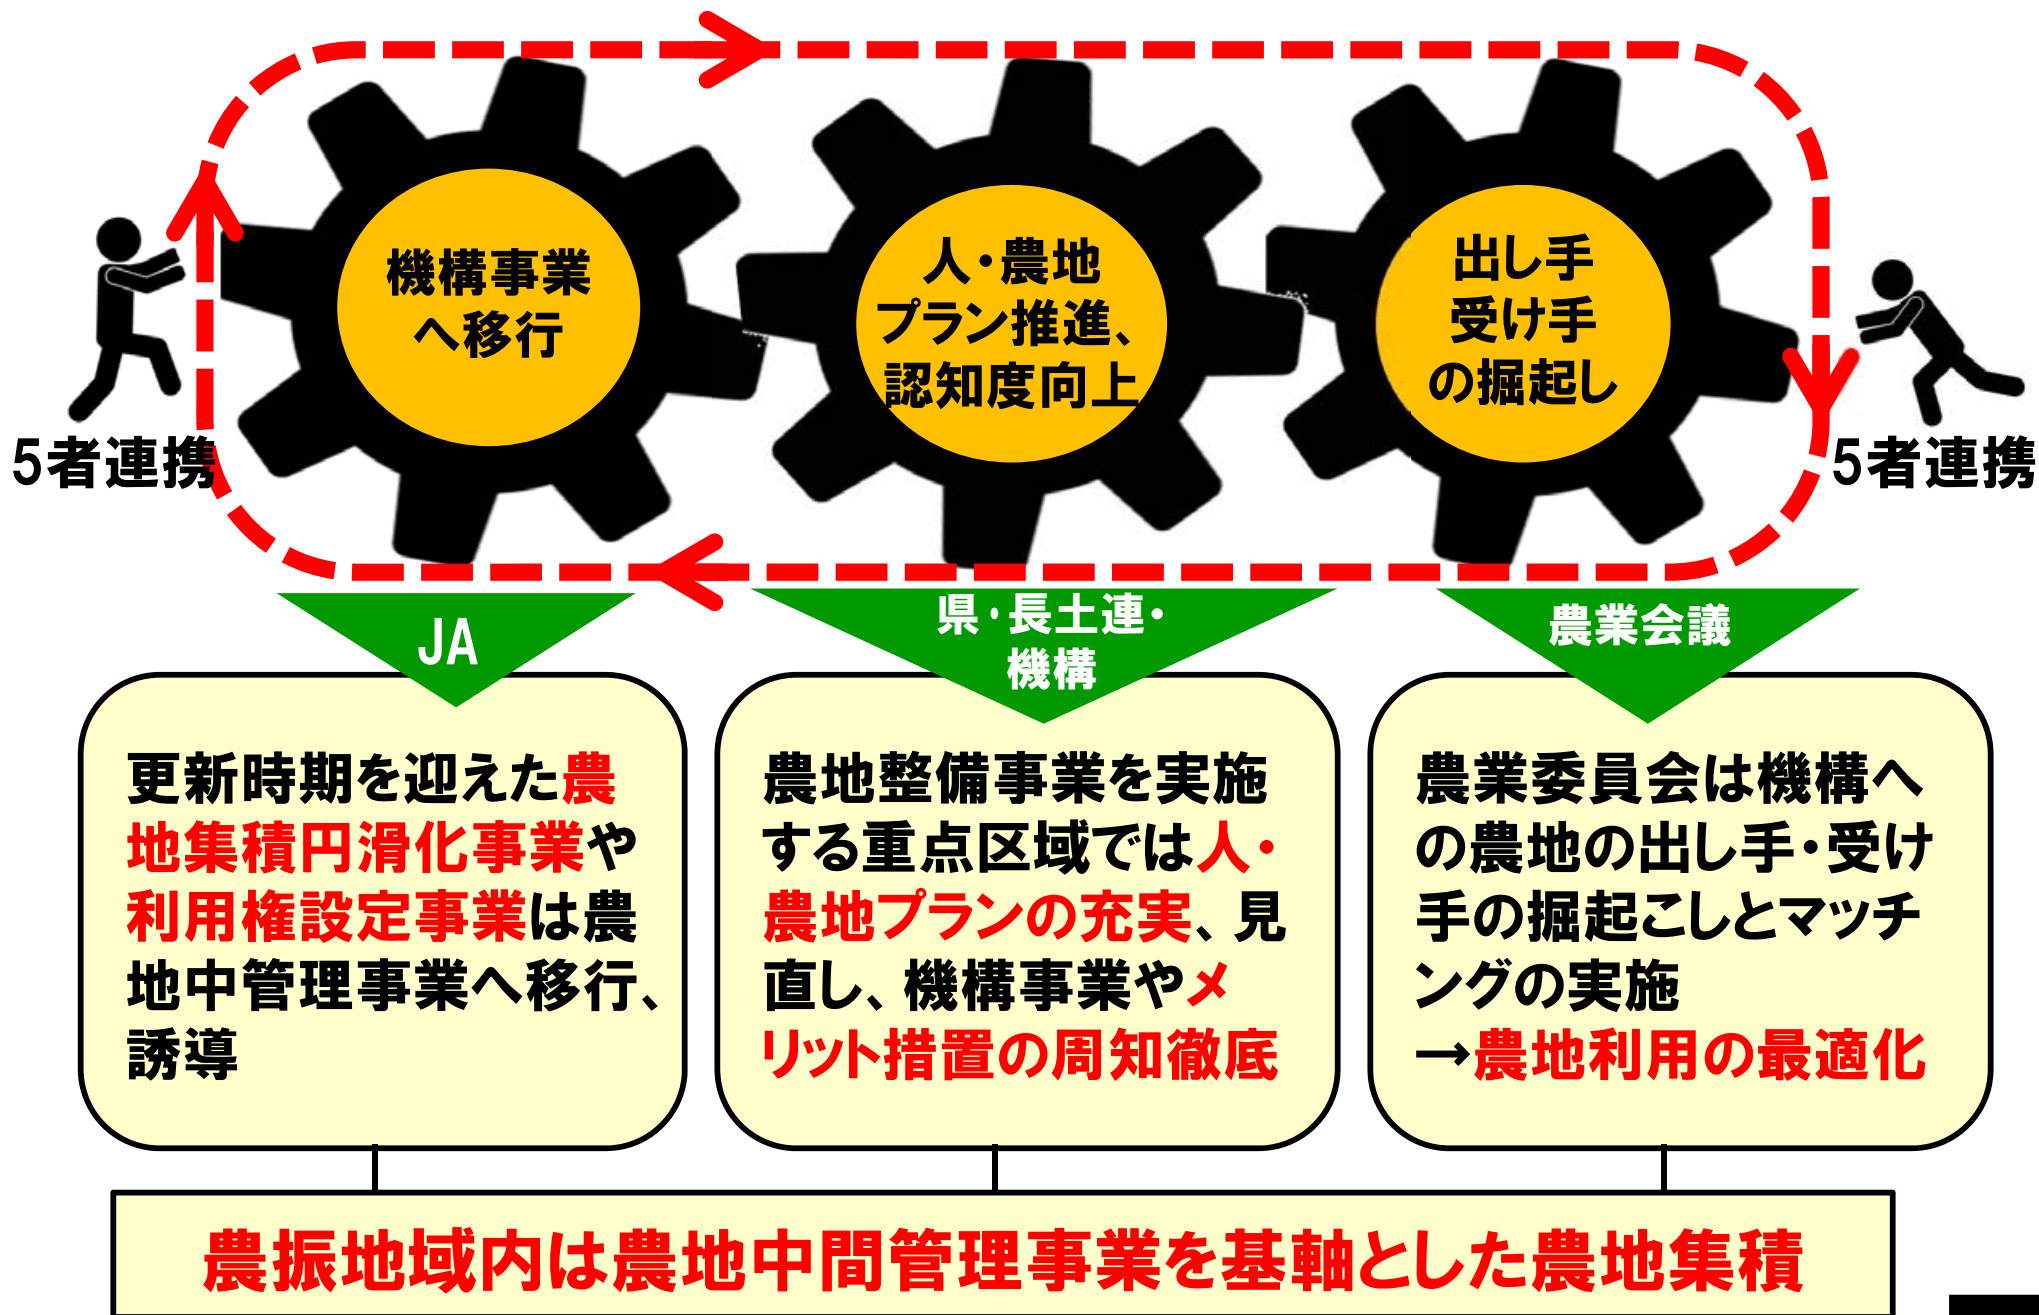 機構事業
へ移行
人・農地
プラン推進、
認知度向上
出し手
受け手
の掘起し
5者連携
5者連携
JA
県・長土連・
機構
農業会議
更新時期を迎えた農
地集積円滑化事業や
利用権設定事業は農
地中管理事業へ移行、
誘導
農地整備事業を実施
する重点区域では人・
農地プランの充実、見
直し、機構事業やメ
リット措置の周知徹底
農業委員会は機構へ
の農地の出し手・受け
手の掘起こしとマッチ
ングの実施
→農地利用の最適化
農振地域内は農地中間管理事業を基軸とした農地集積